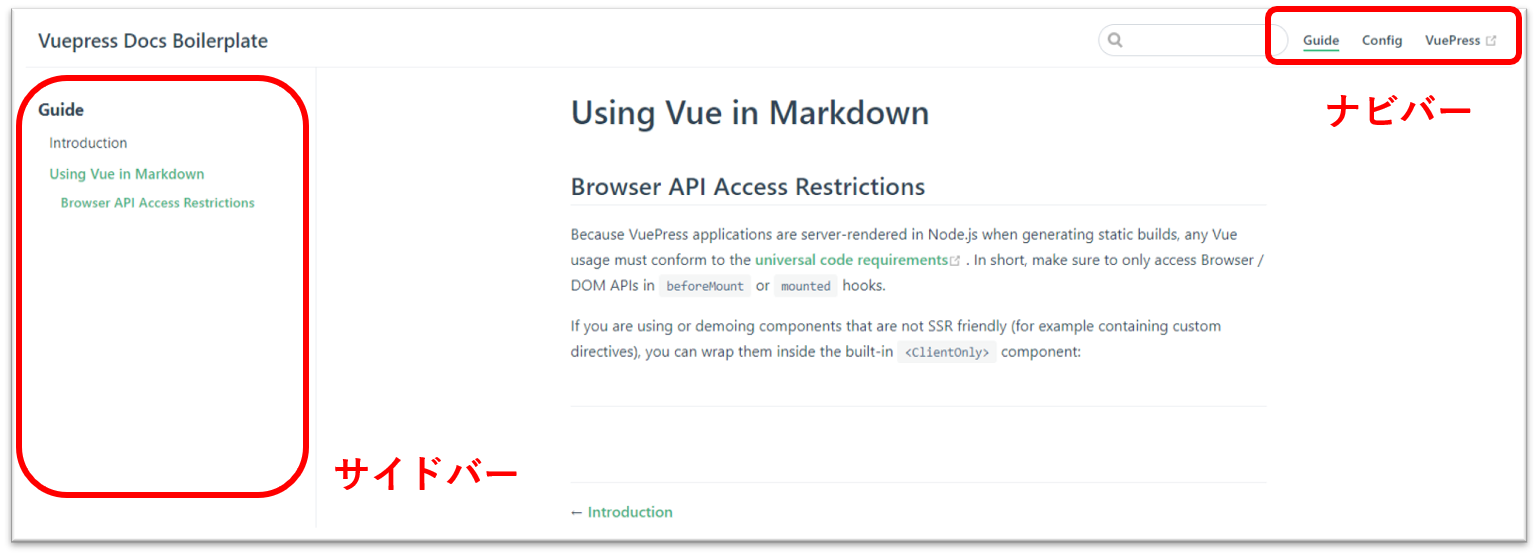 Vuepress Docs Boilerplate
Guide Config VuePress
ナビバー
Guide
Introduction
Using Vue in Markdown
Browser API Access Restrictions
サイドバー
Using Vue in Markdown
Browser API Access Restrictions
Because VuePress applications are server-rendered in Node.js when generating static builds, any Vue
usage must conform to the universal code requirements . In short, make sure to only access Browser /
DOM APIs in beforeMount or mounted hooks.
If you are using or demoing components that are not SSR friendly (for example containing custom
directives), you can wrap them inside the built-in <ClientOnly> component:
← Introduction